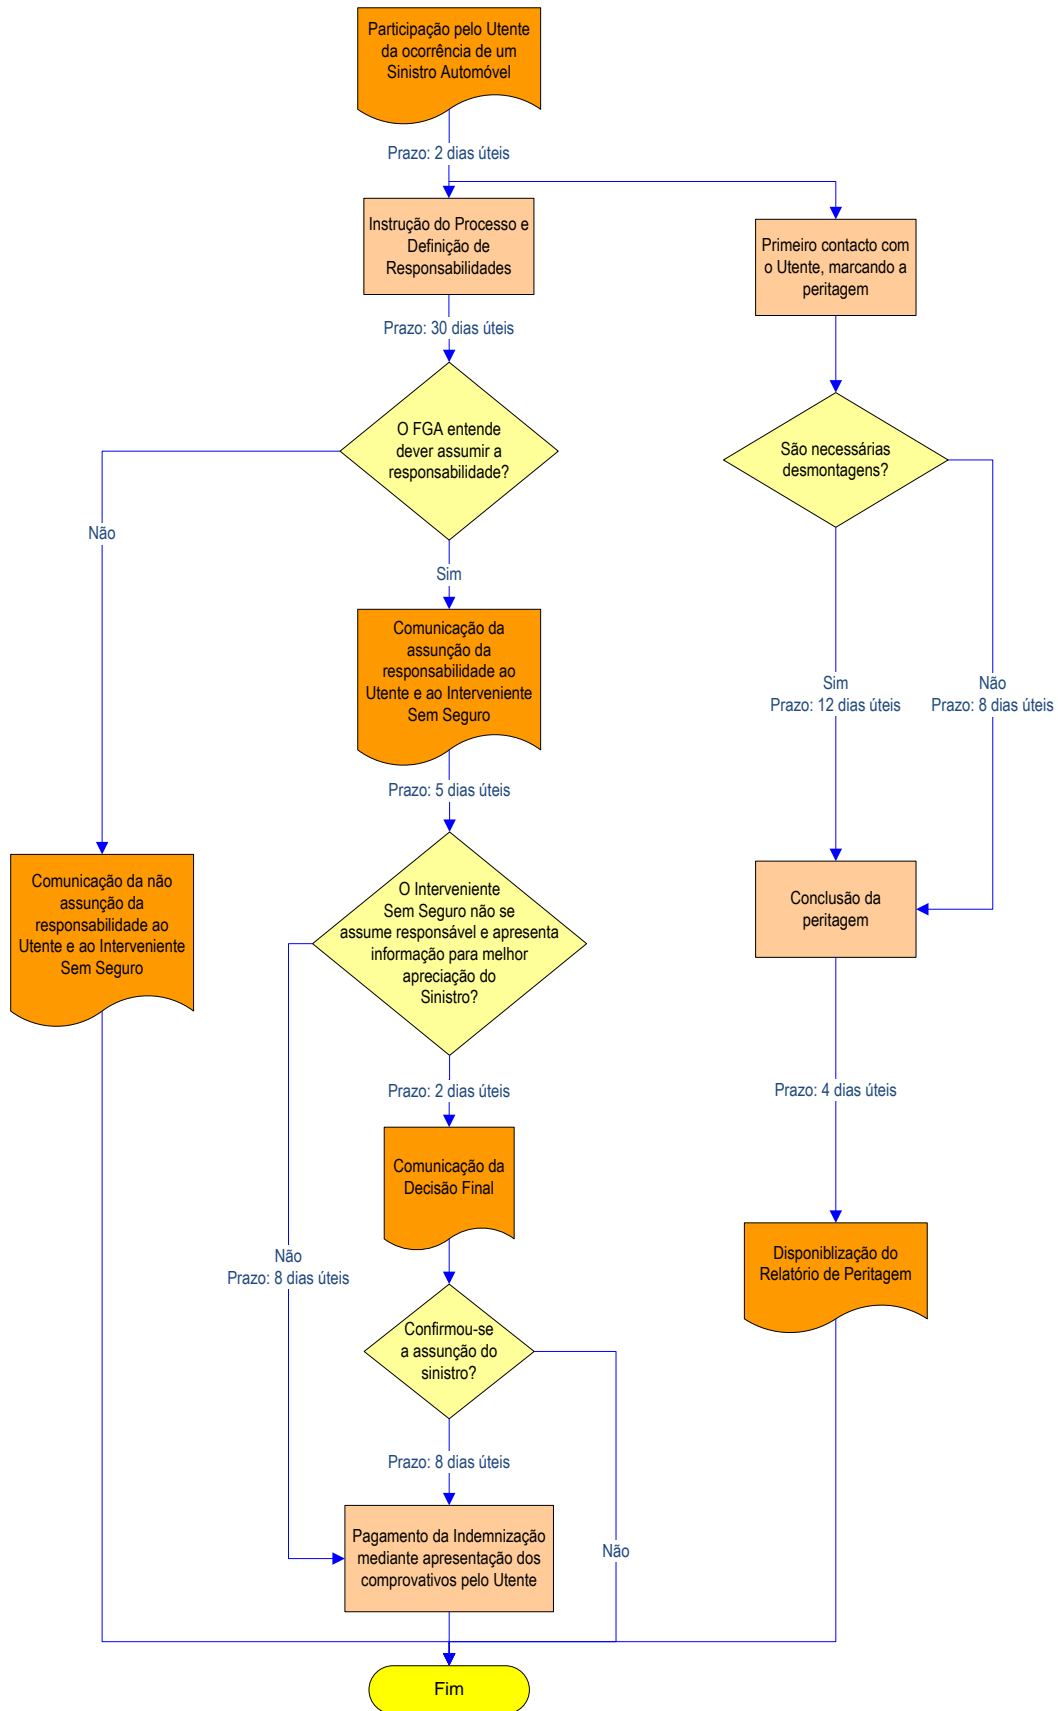 Participação pelo Utente
da ocorrência de um
Sinistro Automóvel
Prazo: 2 dias úteis
Instrução do Processo e
Definição de
Responsabilidades
Primeiro contacto com
o Utente, marcando a
peritagem
Prazo: 30 dias úteis
O FGA entende
dever assumir a
responsabilidade?
São necessárias
desmontagens?
Não
Sim
Comunicação da
assunção da
responsabilidade ao
Utente e ao Interveniente
Sem Seguro
Sim
Prazo: 12 dias úteis
Não
Prazo: 8 dias úteis
Prazo: 5 dias úteis
Comunicação da não
assunção da
responsabilidade ao
Utente e ao Interveniente
Sem Seguro
O Interveniente
Sem Seguro não se
assume responsável e apresenta
informação para melhor
apreciação do
Sinistro?
Conclusão da
peritagem
Prazo: 2 dias úteis
Prazo: 4 dias úteis
Comunicação da
Decisão Final
Não
Prazo: 8 dias úteis
Disponiblização do
Relatório de Peritagem
Confirmou-se
a assunção do
sinistro?
Prazo: 8 dias úteis
Pagamento da Indemnização
mediante apresentação dos
comprovativos pelo Utente
Não
Fim